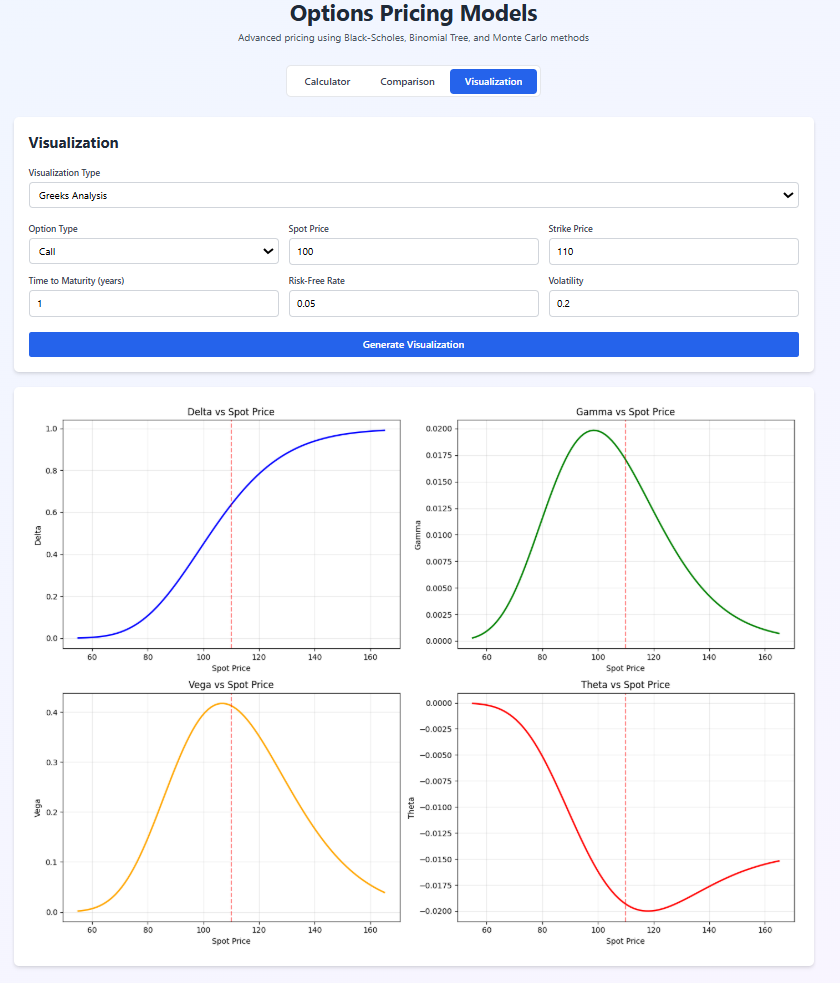 Options Pricing Models
Advanced pricing using Black-Scholes, Binomial Tree, and Monte Carlo methods
Calculator Comparison Visualization
Visualization
Visualization Type
Greeks Analysis
Option Type Spot Price Strike Price
Call 100 110
Time to Maturity (years) Risk-Free Rate Volatility
1 0.05 0.2
Generate Visualization
Delta vs Spot Price
1.0
0.8
0.6
0.4
0.2
0.0
Delta
60 80 100 120 140 160
Spot Price
Gamma vs Spot Price
0.0200
0.0175
0.0150
0.0125
0.0100
0.0075
0.0050
0.0025
0.0000
Gamma
60 80 100 120 140 160
Spot Price
Vega vs Spot Price
0.4
0.3
0.2
0.1
0.0
Vega
60 80 100 120 140 160
Spot Price
Theta vs Spot Price
0.0000
−0.0025
−0.0050
−0.0075
−0.0100
−0.0125
−0.0150
−0.0175
−0.0200
Theta
60 80 100 120 140 160
Spot Price